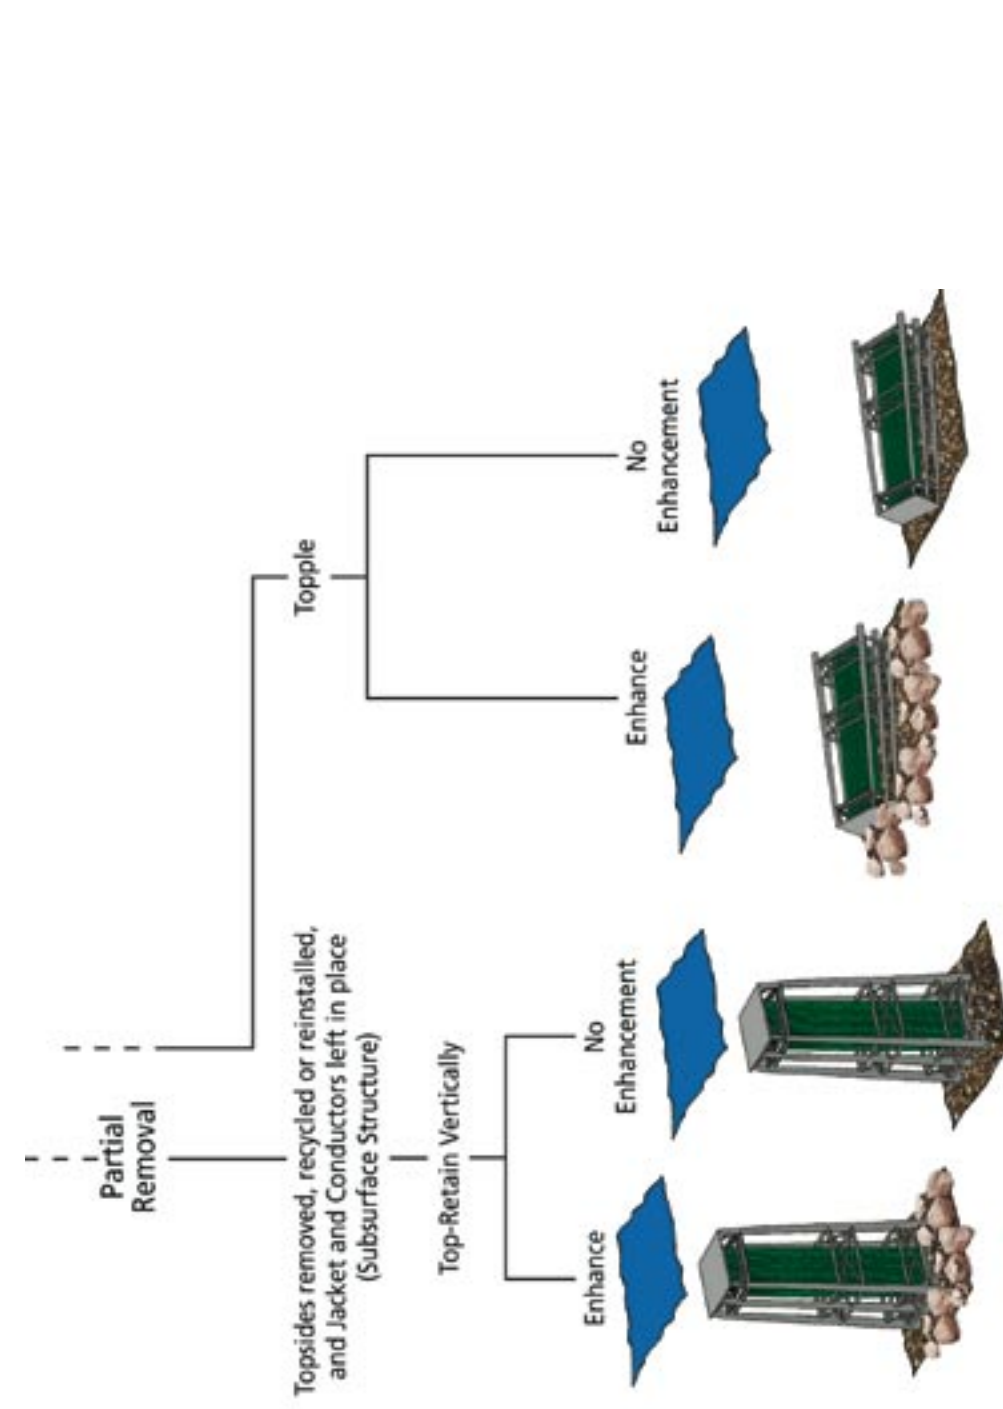 Partial
Removal
Topsides removed, recycled or reinstalled,
and Jacket and Conductors left in place
(Subsurface Structure)
Topple
Top-Retain Vertically
Enhance
No
Enhancement
Enhance
No
Enhancement